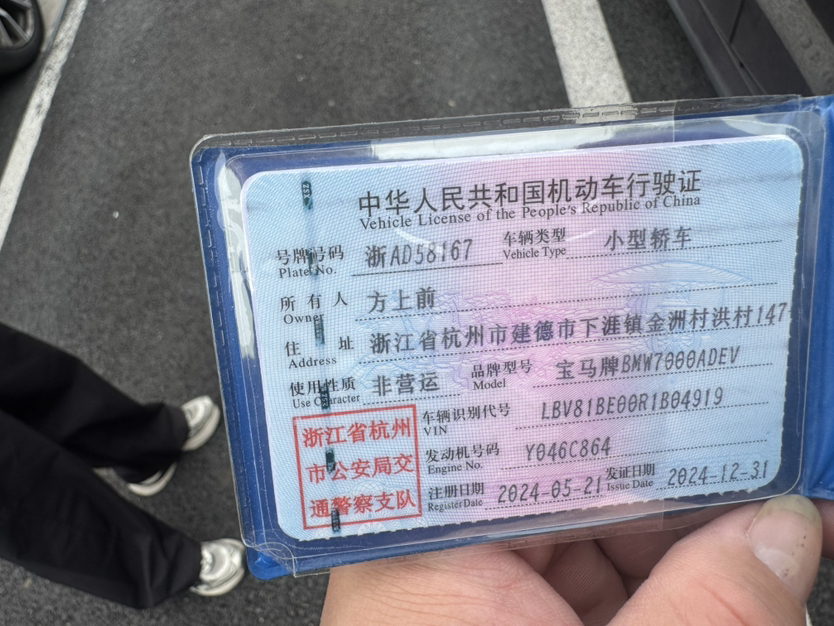 中华人民共和国机动车行驶证
Vehicle License of the People's Republic of China
号牌号码 浙AD58167 车辆类型 小型轿车
Plate No. Vehicle Type
所有人 方上前
Owner
住址 浙江省杭州市建德市下涯镇金洲村洪村147
Address
使用性质 非营运 品牌型号 宝马牌BMW7000ADEV
Use Character Model
浙江省杭州
市公安局交
通警察支队
车辆识别代号 LBV81BE00R1B04919
VIN
发动机号码 Y046C864
Engine No.
注册日期 2024-05-21 发证日期 2024-12-31
Register Date Issue Date